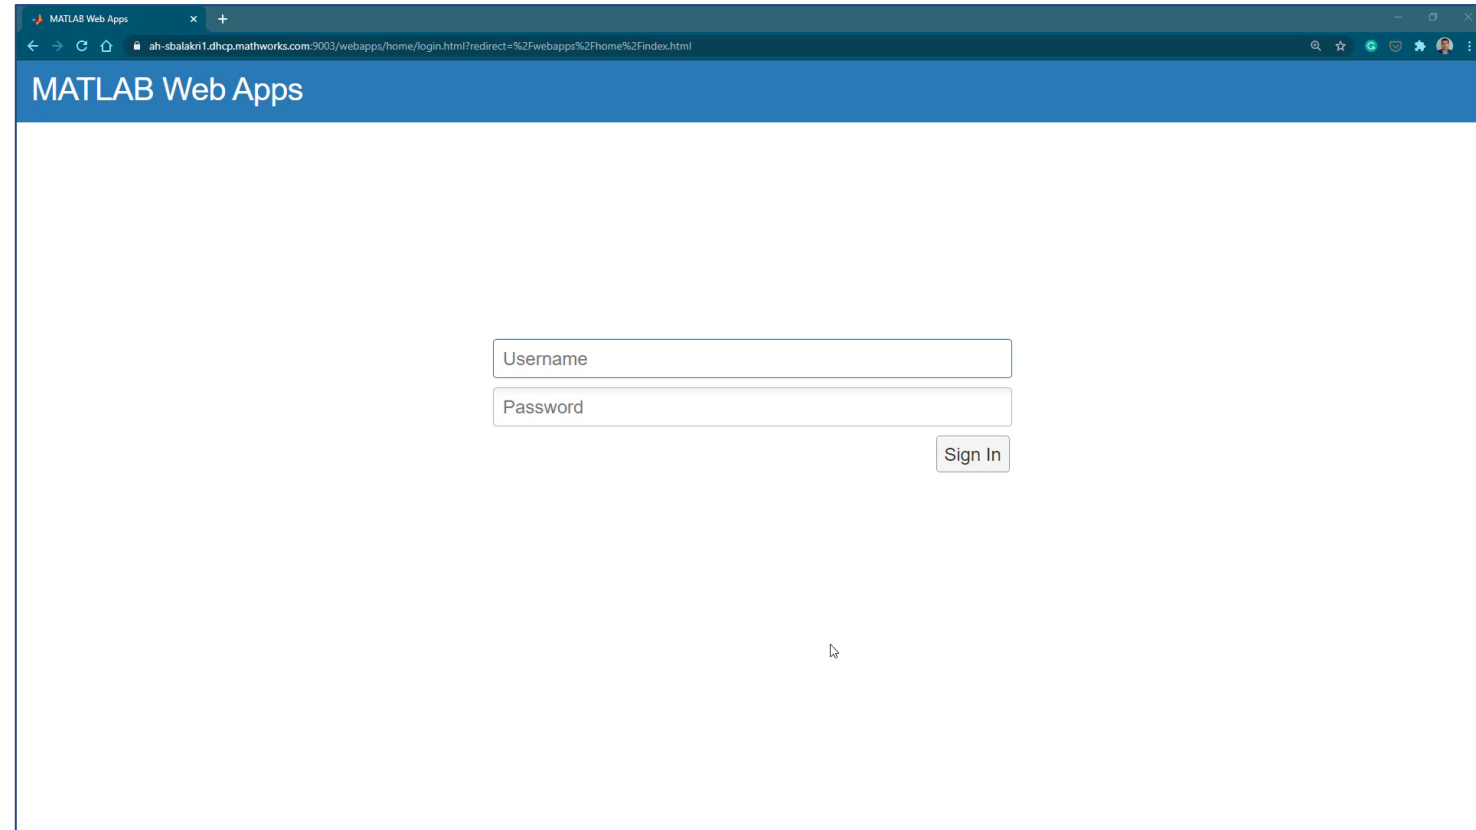 MATLAB Web Apps
ah-sbalakri1.dhcp.mathworks.com:9003/webapps/home/login.html?redirect=%2Fwebapps%2Fhome%2Findex.html
MATLAB Web Apps
Username
Password
Sign In